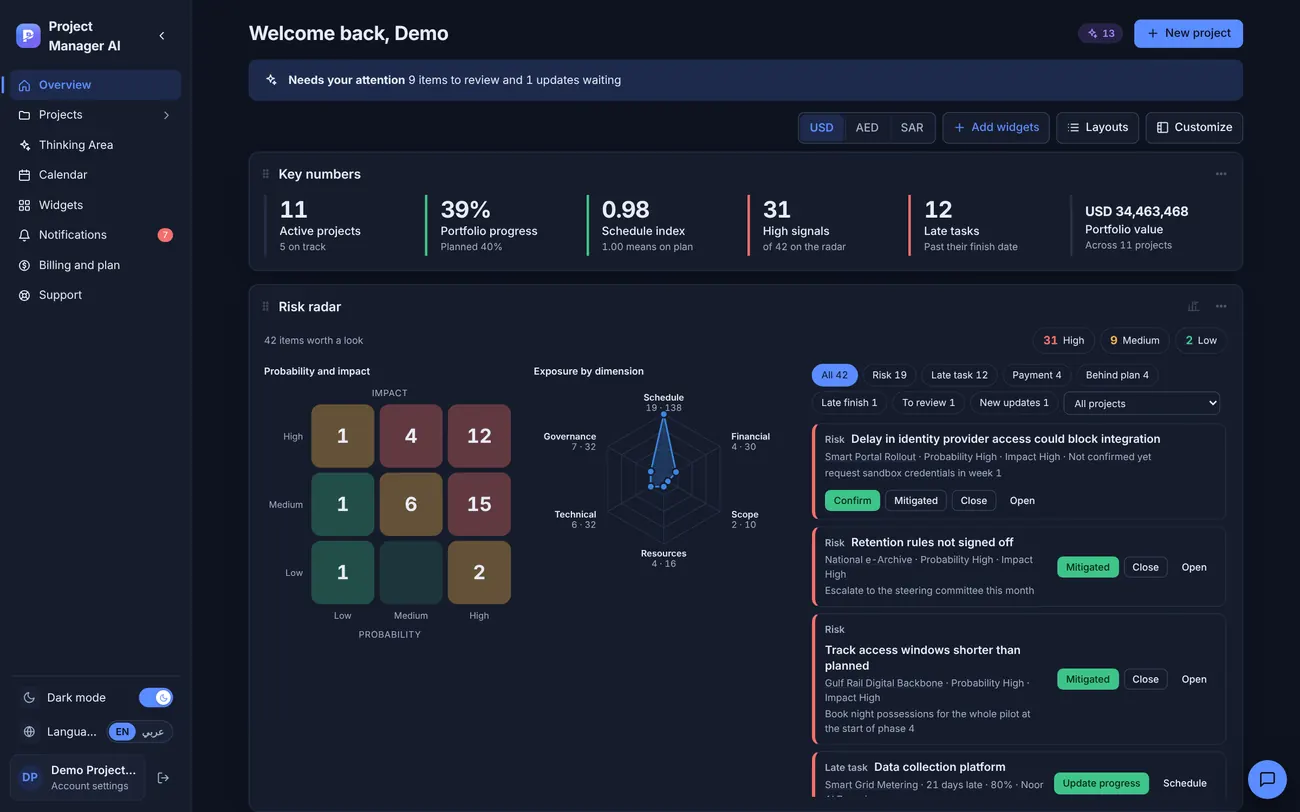 Project
Manager AI
Overview
Projects
Thinking Area
Calendar
Widgets
Notifications
7
Billing and plan
Support
Dark mode
Langua...
EN
عربي
DP
Demo Project...
Account settings
Welcome back, Demo
13
New project
Needs your attention 9 items to review and 1 updates waiting
USD
AED
SAR
Add widgets
Layouts
Customize
Key numbers
11
Active projects
5 on track
39%
Portfolio progress
Planned 40%
0.98
Schedule index
1.00 means on plan
31
High signals
of 42 on the radar
12
Late tasks
Past their finish date
USD 34,463,468
Portfolio value
Across 11 projects
Risk radar
42 items worth a look
31 High
9 Medium
2 Low
Probability and impact
IMPACT
High
1
4
12
Medium
1
6
15
Low
1
2
Low
Medium
High
PROBABILITY
Exposure by dimension
Schedule
19 · 138
Governance
7 · 32
Financial
4 · 30
Technical
6 · 32
Scope
2 · 10
Resources
4 · 16
All 42
Risk 19
Late task 12
Payment 4
Behind plan 4
Late finish 1
To review 1
New updates 1
All projects
Risk Delay in identity provider access could block integration
Smart Portal Rollout · Probability High · Impact High · Not confirmed yet
request sandbox credentials in week 1
Confirm
Mitigated
Close
Open
Risk Retention rules not signed off
National e-Archive · Probability High · Impact
High
Escalate to the steering committee this month
Mitigated
Close
Open
Risk
Track access windows shorter than
planned
Gulf Rail Digital Backbone · Probability High ·
Impact High
Book night possessions for the whole pilot at
the start of phase 4
Mitigated
Close
Open
Late task Data collection platform
Smart Grid Metering · 21 days late · 80% · Noor
Update progress
Schedule